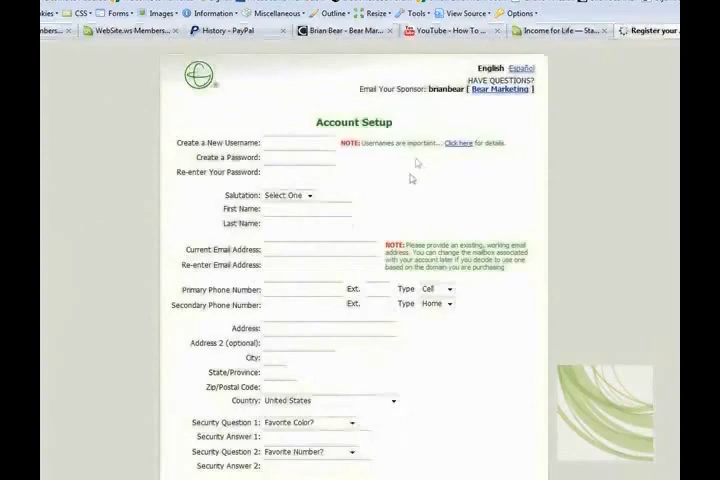 CSS Forms Images Information Miscellaneous Outline Resize Tools View Source Options
WebSite.ws Members... History - PayPal Brian Bear - Bear Mar... YouTube - How To ... Income for Life — Sta... Register your
English Español
HAVE QUESTIONS?
Email Your Sponsor: brianbear [ Bear Marketing ]
Account Setup
Create a New Username: NOTE: Usernames are important... Click here for details.
Create a Password:
Re-enter Your Password:
Salutation: Select One
First Name:
Last Name:
Current Email Address:
Re-enter Email Address:
NOTE: Please provide an existing, working email
address. You can change the mailbox associated
with your account later if you decide to use one
based on the domain you are purchasing
Primary Phone Number: Ext. Type Cell
Secondary Phone Number: Ext. Type Home
Address:
Address 2 (optional):
City:
State/Province:
Zip/Postal Code:
Country: United States
Security Question 1: Favorite Color?
Security Answer 1:
Security Question 2: Favorite Number?
Security Answer 2: